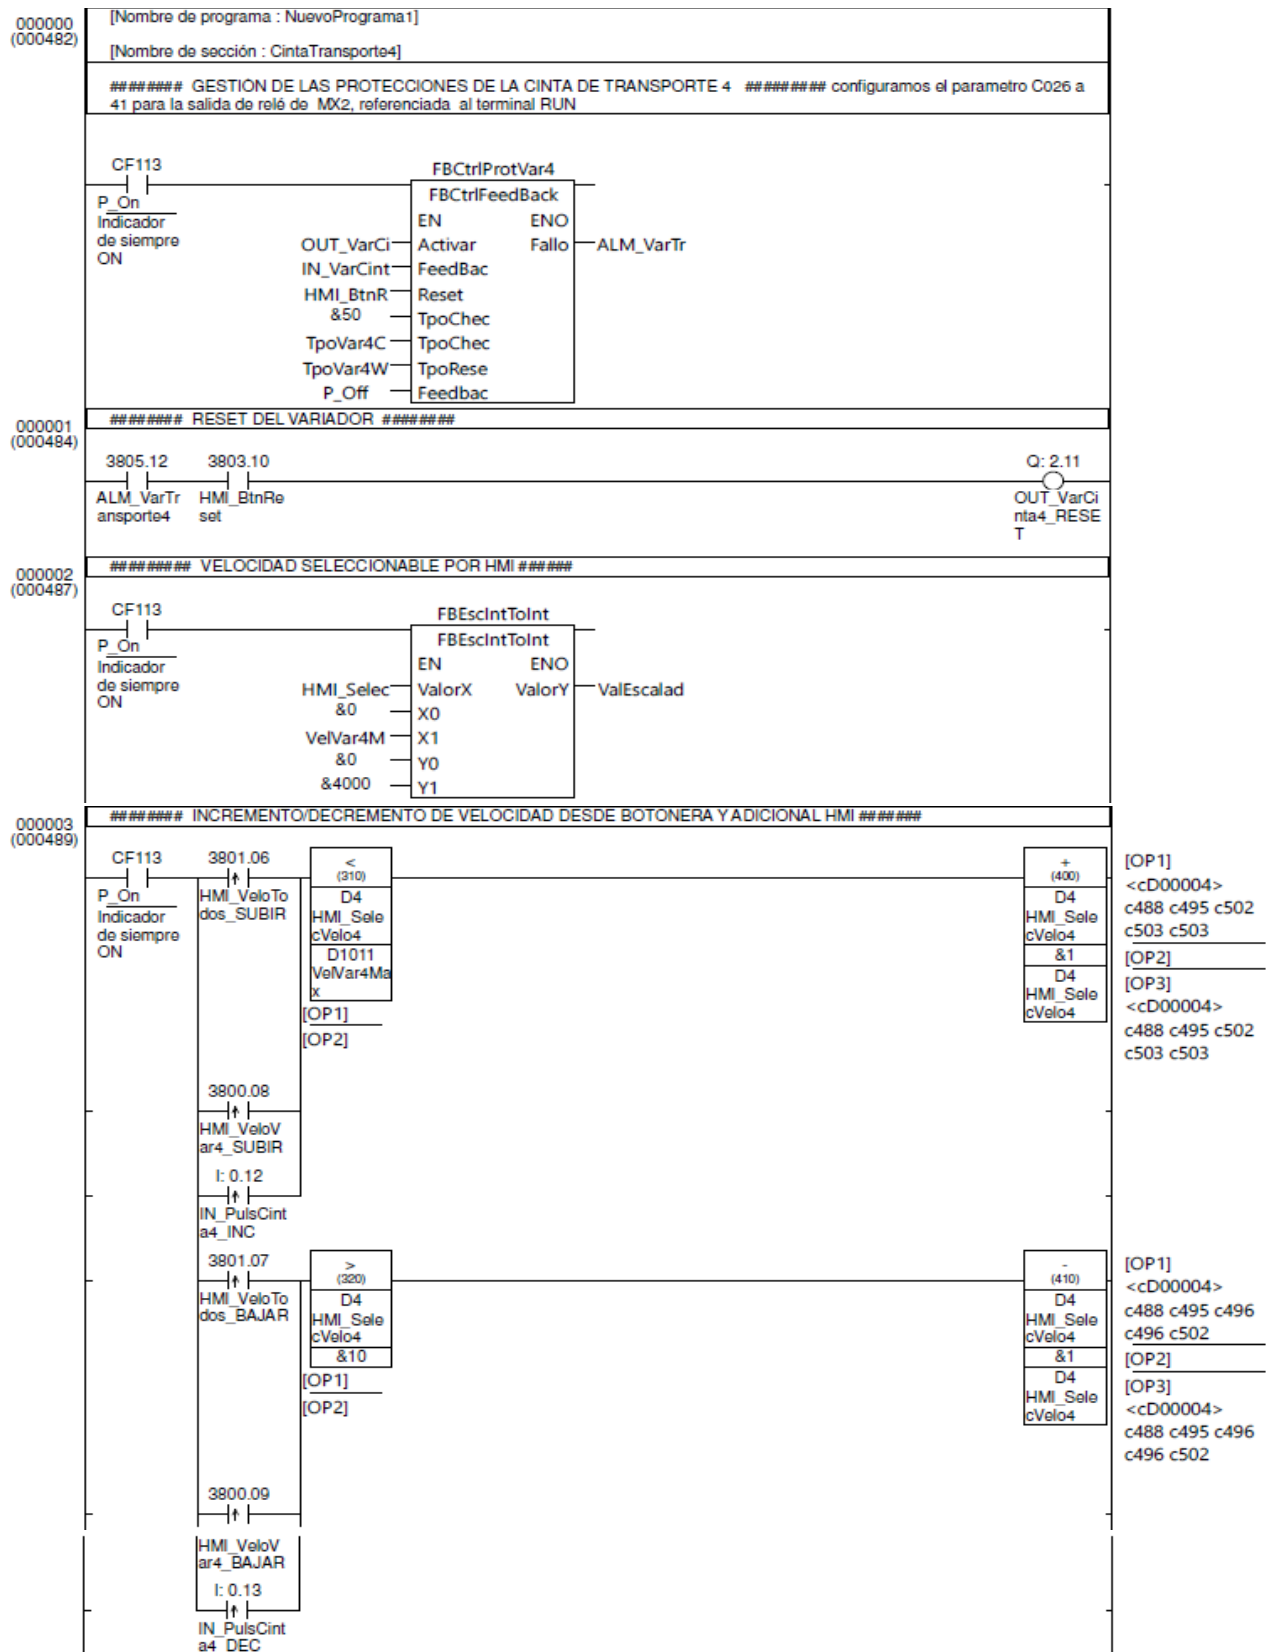 000000
(000482)
[Nombre de programa : NuevoPrograma1]
[Nombre de sección : CintaTransporte4]
######## GESTION DE LAS PROTECCIONES DE LA CINTA DE TRANSPORTE 4 ######### configuramos el parametro C026 a
41 para la salida de relé de MX2, referenciada al terminal RUN
CF113
P_On
Indicador
de siempre
ON
FBCtrlProtVar4
FBCtrlFeedBack
EN ENO
OUT_VarCi Activar Fallo ALM_VarTr
IN_VarCint FeedBac
HMI_BtnR Reset
&50 TpoChec
TpoVar4C TpoChec
TpoVar4W TpoRese
P_Off Feedbac
000001
(000484)
######## RESET DEL VARIADOR ########
3805.12 3803.10 Q: 2.11
ALM_VarTr
ansporte4
HMI_BtnRe
set
OUT_VarCi
nta4_RESE
T
000002
(000487)
######### VELOCIDAD SELECCIONABLE POR HMI ######
CF113
P_On
Indicador
de siempre
ON
FBEscIntToInt
FBEscIntToInt
EN ENO
HMI_Selec ValorX ValorY ValEscalad
&0 X0
VelVar4M X1
&0 Y0
&4000 Y1
000003
(000489)
######## INCREMENTO/DECREMENTO DE VELOCIDAD DESDE BOTONERA Y ADICIONAL HMI #######
CF113
P_On
Indicador
de siempre
ON
3801.06
HMI_VeloTo
dos_SUBIR
<
(310)
D4
HMI_Sele
cVelo4
D1011
VelVar4Ma
x
[OP1]
[OP2]
+
(400)
D4
HMI_Sele
cVelo4
&1
D4
HMI_Sele
cVelo4
[OP1]
<cD00004>
c488 c495 c502
c503 c503
[OP2]
[OP3]
<cD00004>
c488 c495 c502
c503 c503
3800.08
HMI_VeloV
ar4_SUBIR
I: 0.12
IN_PulsCint
a4_INC
3801.07
HMI_VeloTo
dos_BAJAR
>
(320)
D4
HMI_Sele
cVelo4
&10
[OP1]
[OP2]
-
(410)
D4
HMI_Sele
cVelo4
&1
D4
HMI_Sele
cVelo4
[OP1]
<cD00004>
c488 c495 c496
c496 c502
[OP2]
[OP3]
<cD00004>
c488 c495 c496
c496 c502
3800.09
HMI_VeloV
ar4_BAJAR
I: 0.13
IN_PulsCint
a4_DEC